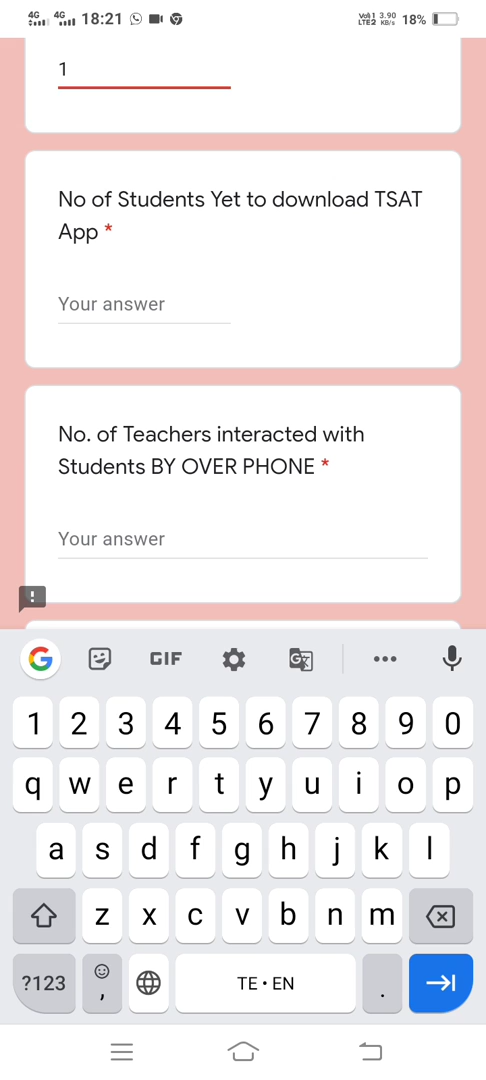 4G 4G 18:21 VoII1 LTE2 3.90 KB/s 18%
1
No of Students Yet to download TSAT
App *
Your answer
No. of Teachers interacted with
Students BY OVER PHONE *
Your answer
!
G GIF G
1 2 3 4 5 6 7 8 9 0
q w e r t y u i o p
a s d f g h j k l
z x c v b n m
?123 , TE • EN .